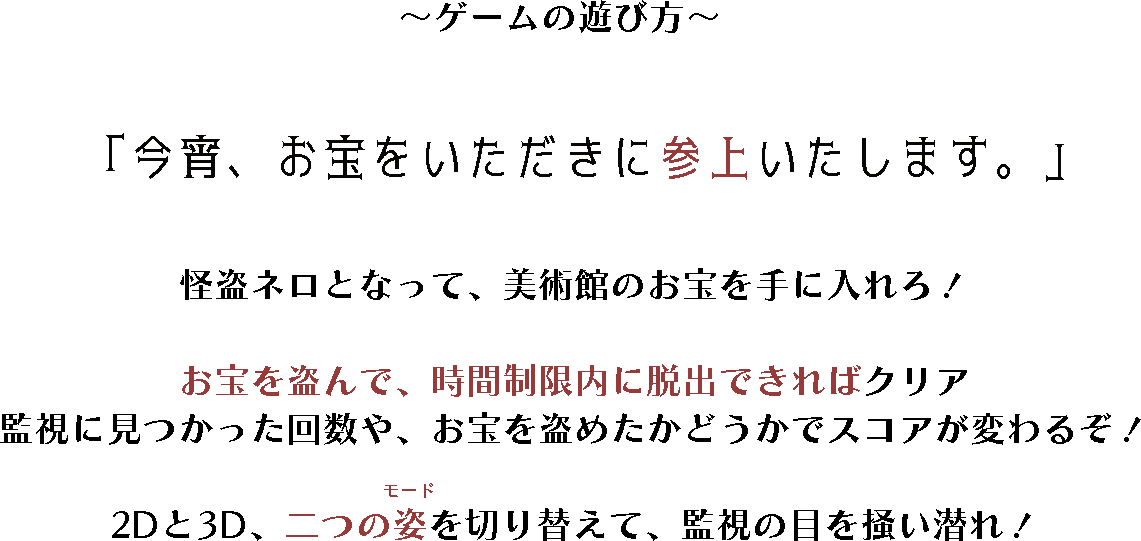 ～ゲームの遊び方～
「今宵、お宝をいただきに参上いたします。」
怪盗ネロとなって、美術館のお宝を手に入れろ！
お宝を盗んで、時間制限内に脱出できればクリア
監視に見つかった回数や、お宝を盗めたかどうかでスコアが変わるぞ！
モード
2Dと3D、二つの姿を切り替えて、監視の目を掻い潜れ！